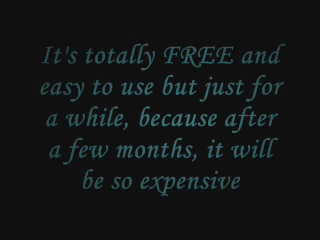 It's totally FREE and
easy to use but just for
a while, because after
a few months, it will
be so expensive